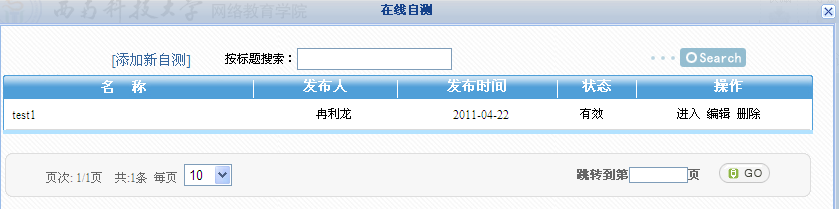 西南科技大学 网络教育学院
在线自测
[添加新自测] 按标题搜索： Search
名 称 发布人 发布时间 状态 操作
test1 冉利龙 2011-04-22 有效 进入 编辑 删除
页次: 1/1页 共:1条 每页 10 跳转到第 页 GO